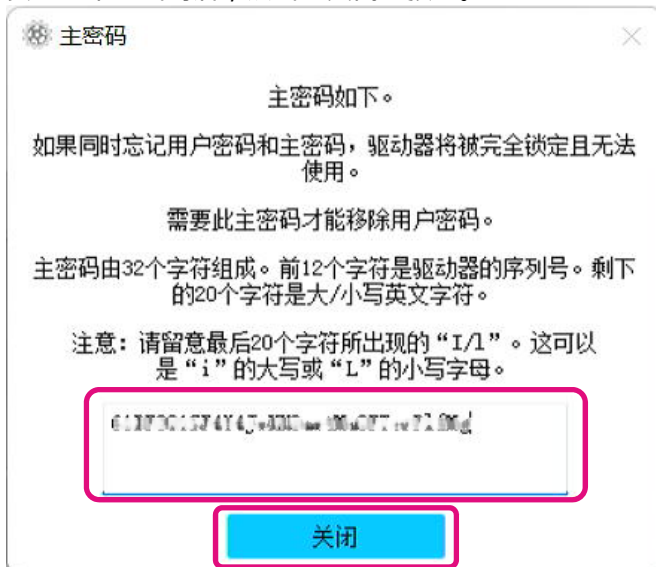 主密码
主密码如下。
如果同时忘记用户密码和主密码，驱动器将被完全锁定且无法
使用。
需要此主密码才能移除用户密码。
主密码由32个字符组成。前12个字符是驱动器的序列号。剩下
的20个字符是大/小写英文字符。
注意：请留意最后20个字符所出现的“I/l”。这可以
是“i”的大写或“L”的小写字母。
关闭